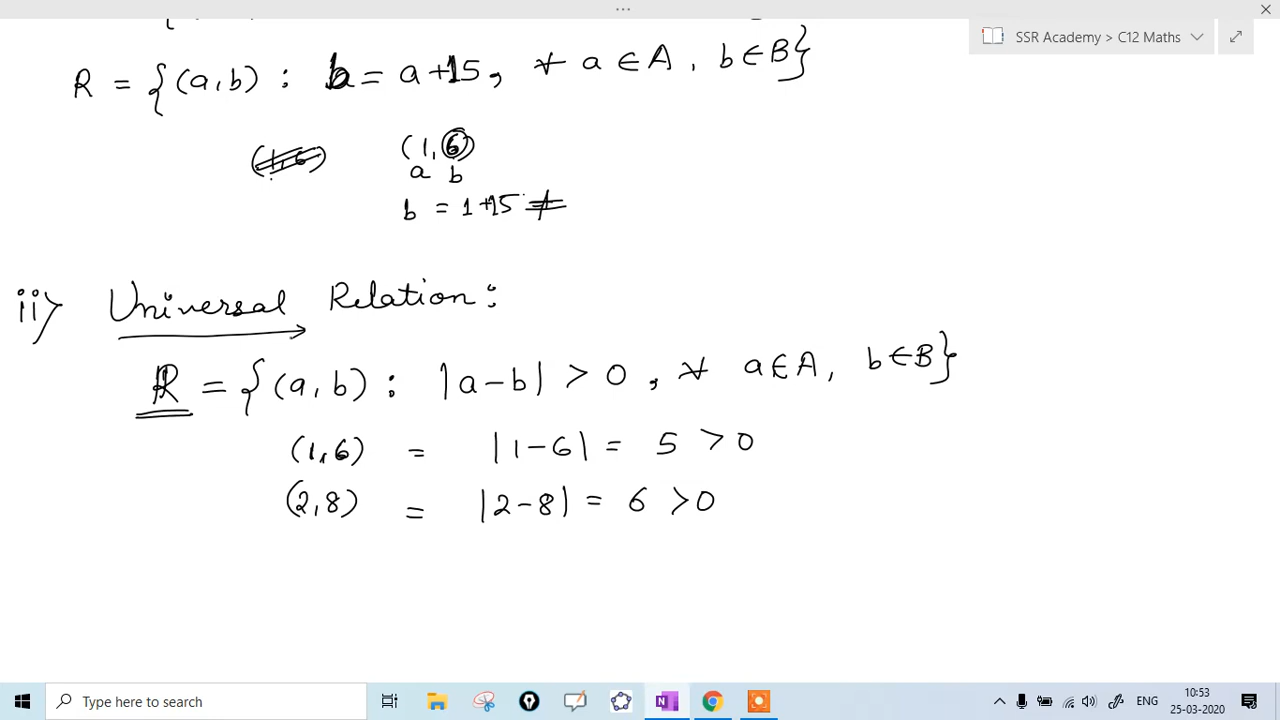 SSR Academy > C12 Maths
R = {(a,b) : b = a+15, ∀ a ∈ A, b ∈ B}
(1,6)
a b
b = 1+15 ≠
ii) Universal Relation:
R = {(a,b) : |a-b| > 0, ∀ a∈A, b∈B}
(1,6) = |1-6| = 5 > 0
(2,8) = |2-8| = 6 > 0
Type here to search
ENG
10:53
25-03-2020